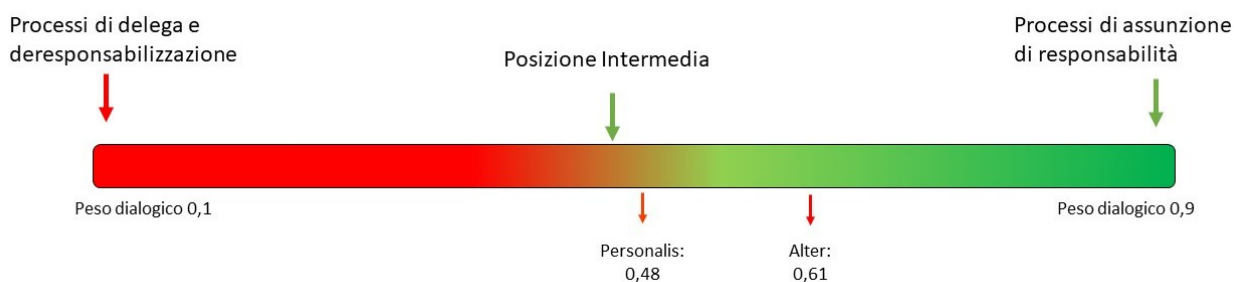 Processi di delega e
deresponsabilizzazione
Posizione Intermedia
Processi di assunzione
di responsabilità
Peso dialogico 0,1
Peso dialogico 0,9
Personalis:
0,48
Alter:
0,61